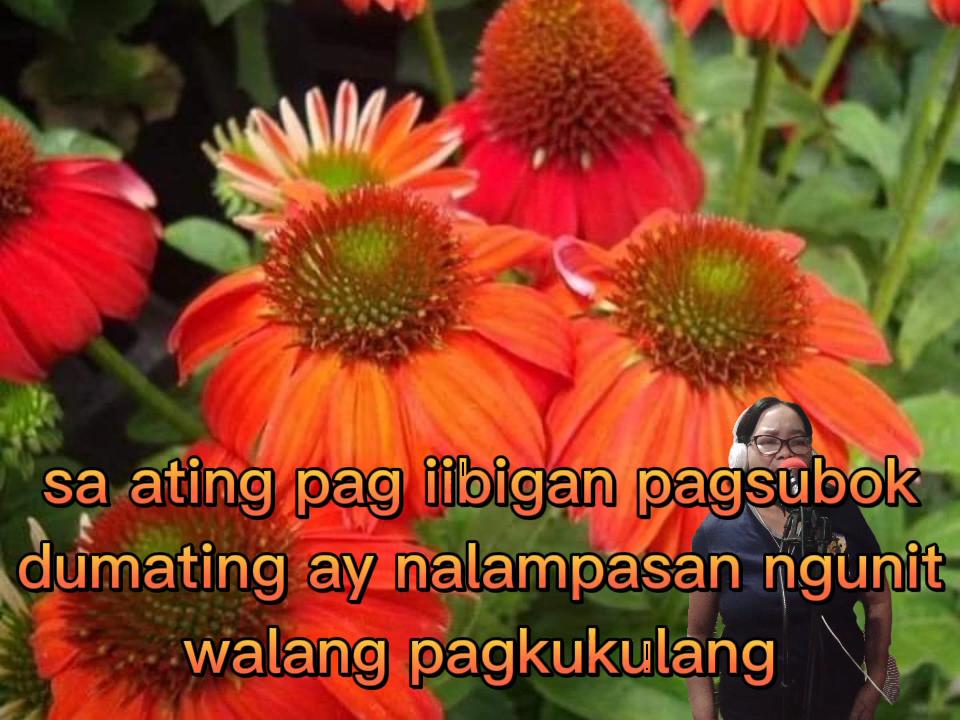 sa ating pag iibigan pagsubok
dumating ay nalampasan ngunit
walang pagkukulang